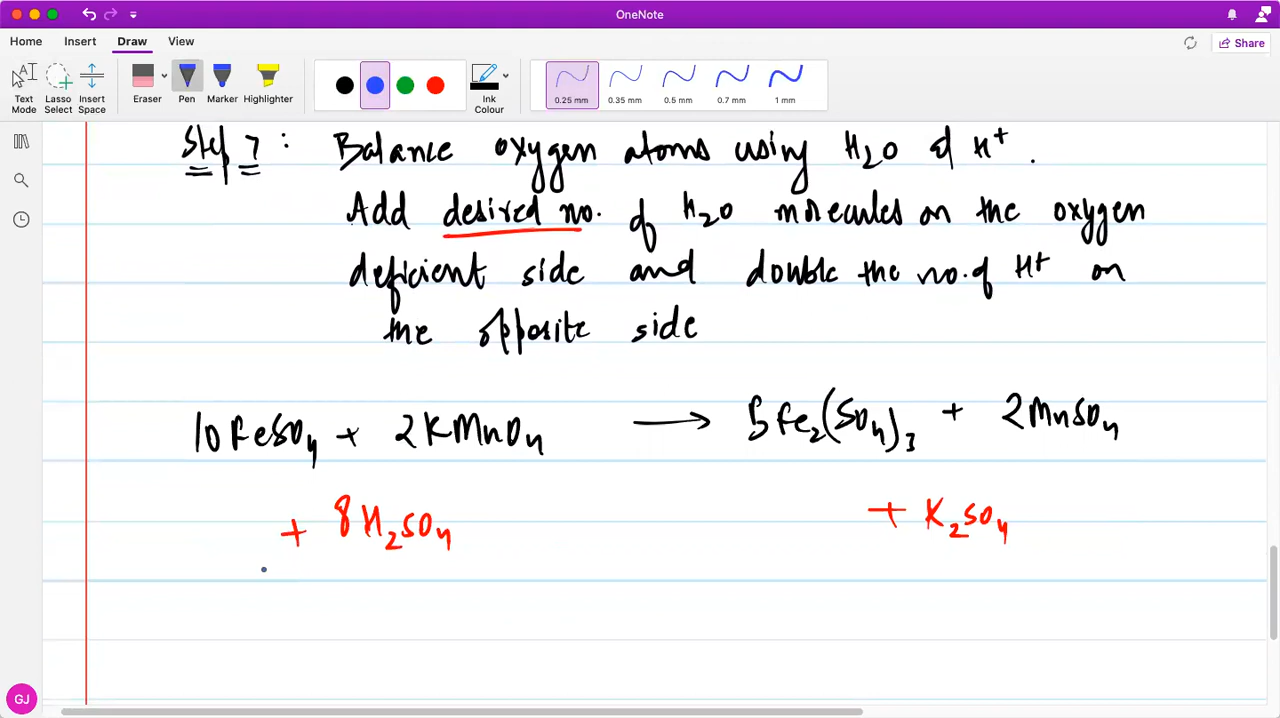 OneNote
Home Insert Draw View
Share
Text Mode Lasso Select Insert Space Eraser Pen Marker Highlighter Ink Colour 0.25 mm 0.35 mm 0.5 mm 0.7 mm 1 mm
Step 7 : Balance oxygen atoms using H₂O & H⁺.
Add desired no. of H₂O molecules on the oxygen
deficient side and double the no. of H⁺ on
the opposite side
10FeSO₄ + 2KMnO₄ → 5Fe₂(SO₄)₃ + 2MnSO₄
+ 8H₂SO₄ + K₂SO₄
GJ